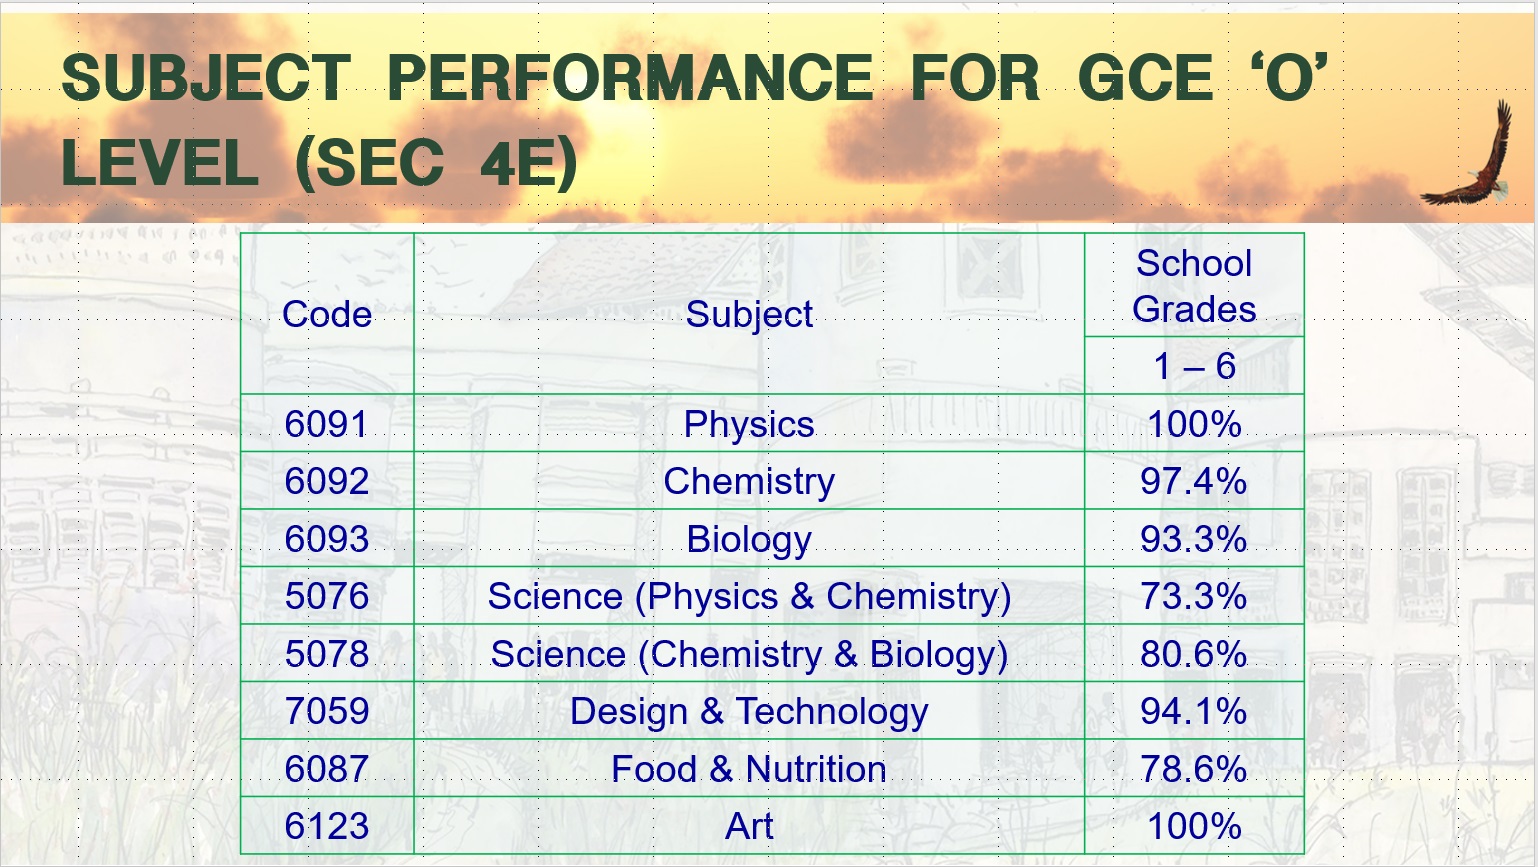 SUBJECT PERFORMANCE FOR GCE ‘O’
LEVEL (SEC 4E)
Code Subject School
Grades
1 – 6
6091 Physics 100%
6092 Chemistry 97.4%
6093 Biology 93.3%
5076 Science (Physics & Chemistry) 73.3%
5078 Science (Chemistry & Biology) 80.6%
7059 Design & Technology 94.1%
6087 Food & Nutrition 78.6%
6123 Art 100%